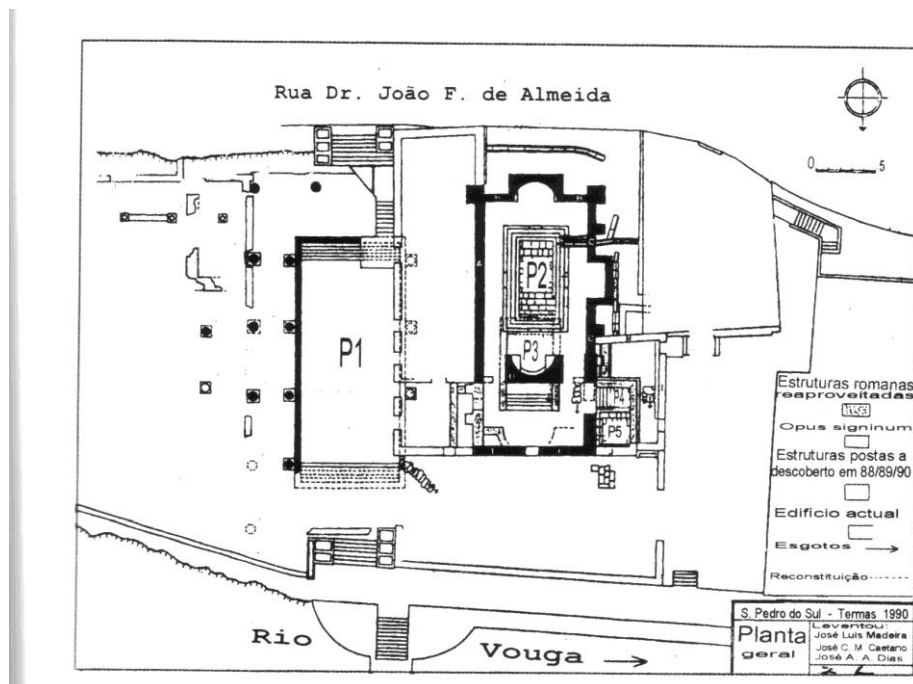 Rua Dr. João F. de Almeida
0 5
P1
P2
P3
P4
P5
Estruturas romanas
reaproveitadas
Opus signinum
Estruturas postas a
descoberto em 88/89/90
Edifício actual
Esgotos
Reconstituição
Rio Vouga
S. Pedro do Sul - Termas 1990
Planta
geral
Leventou:
José Luis Madeira
José C. M. Caetano
José A. A. Dias